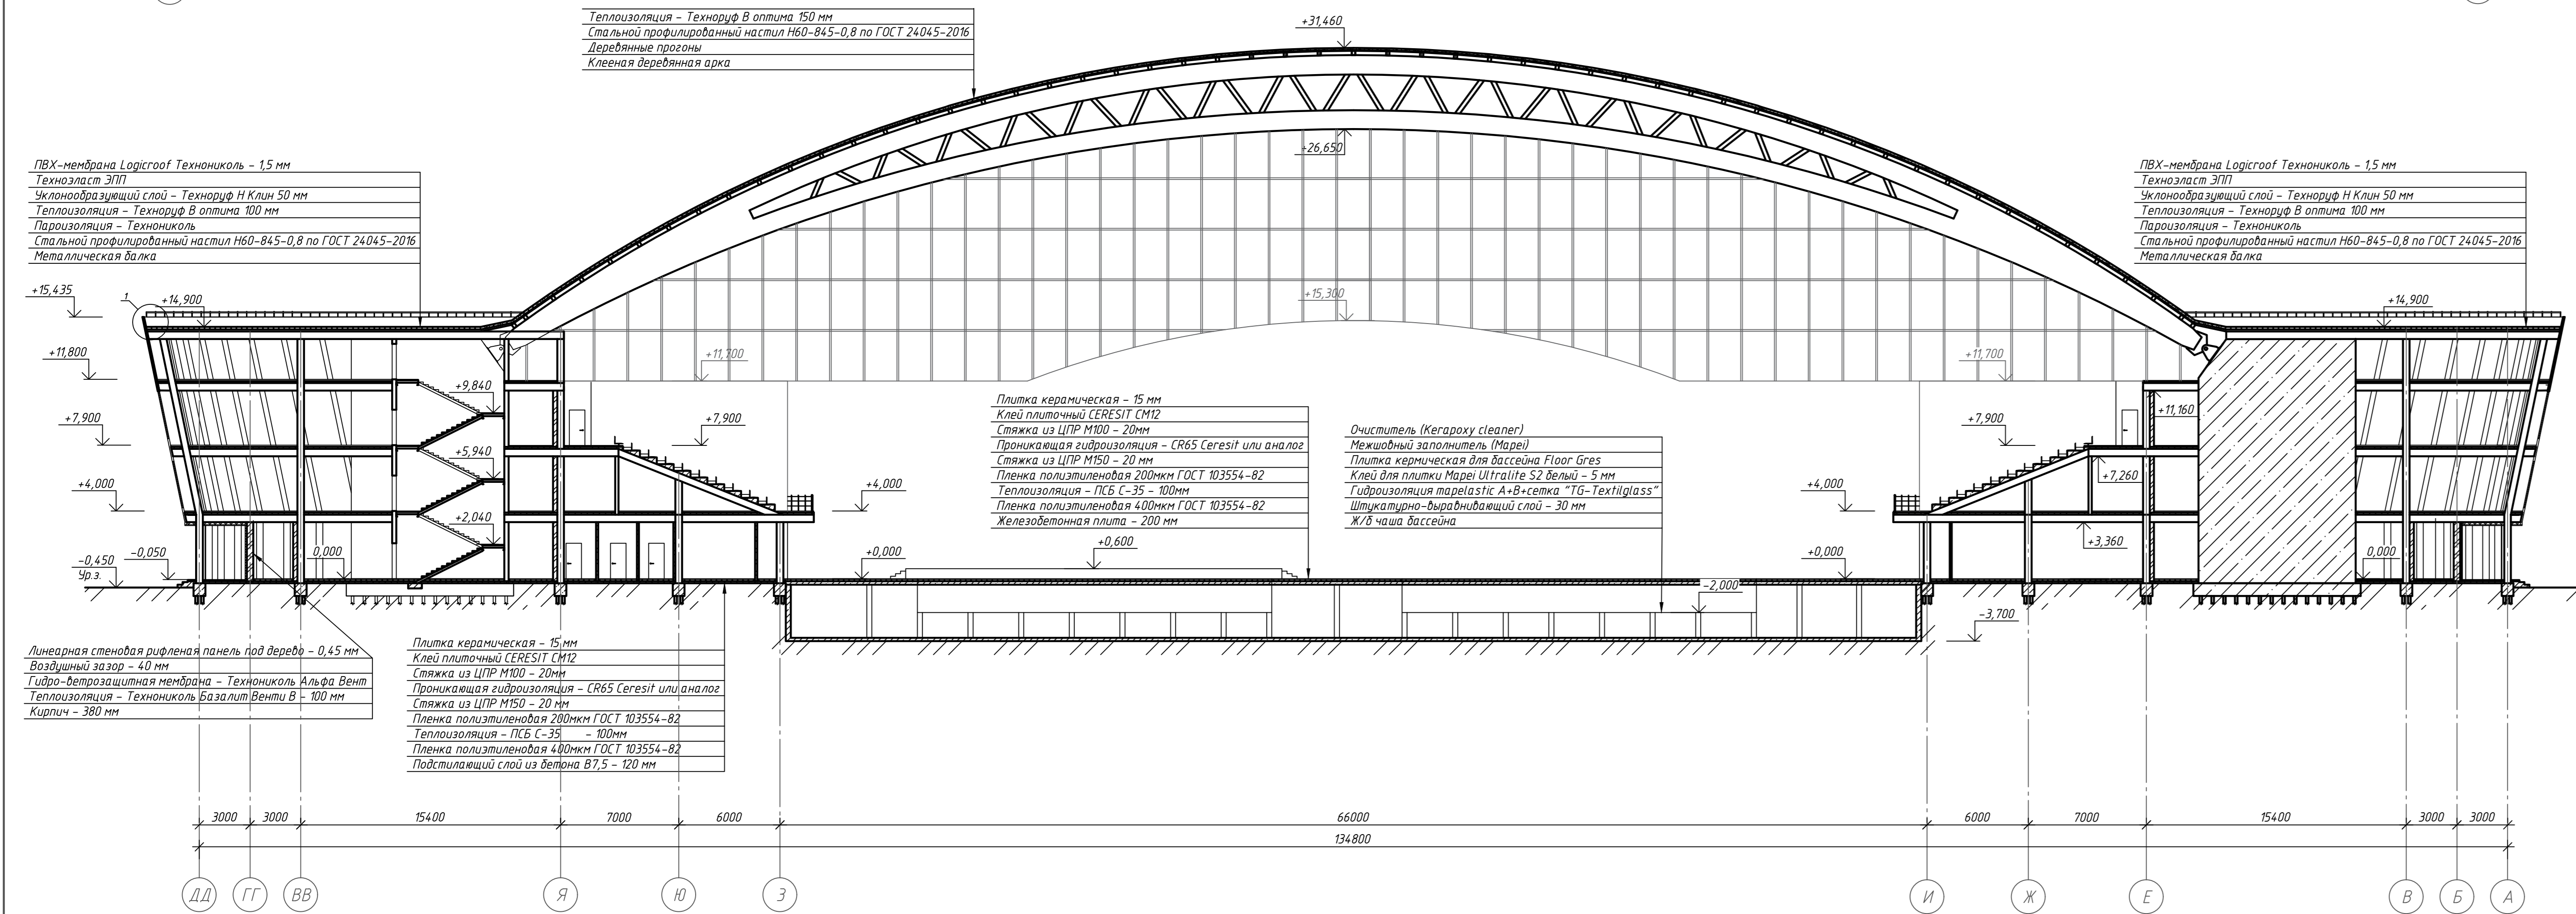 Теплоизоляция – Техноруф В оптима 150 мм
Стальной профилированный настил Н60-845-0,8 по ГОСТ 24045-2016
Деревянные прогоны
Клееная деревянная арка
+31,460
+26,650
ПВХ-мембрана Logicroof Технониколь – 1,5 мм
Техноэласт ЭПП
Уклонообразующий слой – Техноруф Н Клин 50 мм
Теплоизоляция – Техноруф В оптима 100 мм
Пароизоляция – Технониколь
Стальной профилированный настил Н60-845-0,8 по ГОСТ 24045-2016
Металлическая балка
ПВХ-мембрана Logicroof Технониколь – 1,5 мм
Техноэласт ЭПП
Уклонообразующий слой – Техноруф Н Клин 50 мм
Теплоизоляция – Техноруф В оптима 100 мм
Пароизоляция – Технониколь
Стальной профилированный настил Н60-845-0,8 по ГОСТ 24045-2016
Металлическая балка
+15,435
1
+14,900
+15,300
+14,900
+11,800
+11,700
+11,700
+9,840
+11,160
+7,900
+7,900
+7,900
+5,940
+7,260
+4,000
+4,000
+4,000
+2,040
+3,360
-0,450
Ур.з.
-0,050
0,000
+0,000
+0,600
+0,000
0,000
-2,000
-3,700
Плитка керамическая – 15 мм
Клей плиточный CERESIT CM12
Стяжка из ЦПР М100 – 20мм
Проникающая гидроизоляция – CR65 Ceresit или аналог
Стяжка из ЦПР М150 – 20 мм
Пленка полиэтиленовая 200мкм ГОСТ 103554-82
Теплоизоляция – ПСБ С-35 – 100мм
Пленка полиэтиленовая 400мкм ГОСТ 103554-82
Железобетонная плита – 200 мм
Очиститель (Kerapoxy cleaner)
Межшовный заполнитель (Mapei)
Плитка кермическая для бассейна Floor Gres
Клей для плитки Mapei Ultralite S2 белый – 5 мм
Гидроизоляция mapelastic A+B+сетка "TG-Textilglass"
Штукатурно-выравнивающий слой – 30 мм
Ж/б чаша бассейна
Линеарная стеновая рифленая панель под дерево – 0,45 мм
Воздушный зазор – 40 мм
Гидро-ветрозащитная мембрана – Технониколь Альфа Вент
Теплоизоляция – Технониколь Базалит Венти В – 100 мм
Кирпич – 380 мм
Плитка керамическая – 15 мм
Клей плиточный CERESIT CM12
Стяжка из ЦПР М100 – 20мм
Проникающая гидроизоляция – CR65 Ceresit или аналог
Стяжка из ЦПР М150 – 20 мм
Пленка полиэтиленовая 200мкм ГОСТ 103554-82
Теплоизоляция – ПСБ С-35 – 100мм
Пленка полиэтиленовая 400мкм ГОСТ 103554-82
Подстилающий слой из бетона В7,5 – 120 мм
3000 3000 15400 7000 6000 66000 6000 7000 15400 3000 3000
134800
ДД ГГ ВВ Я Ю З И Ж Е В Б А